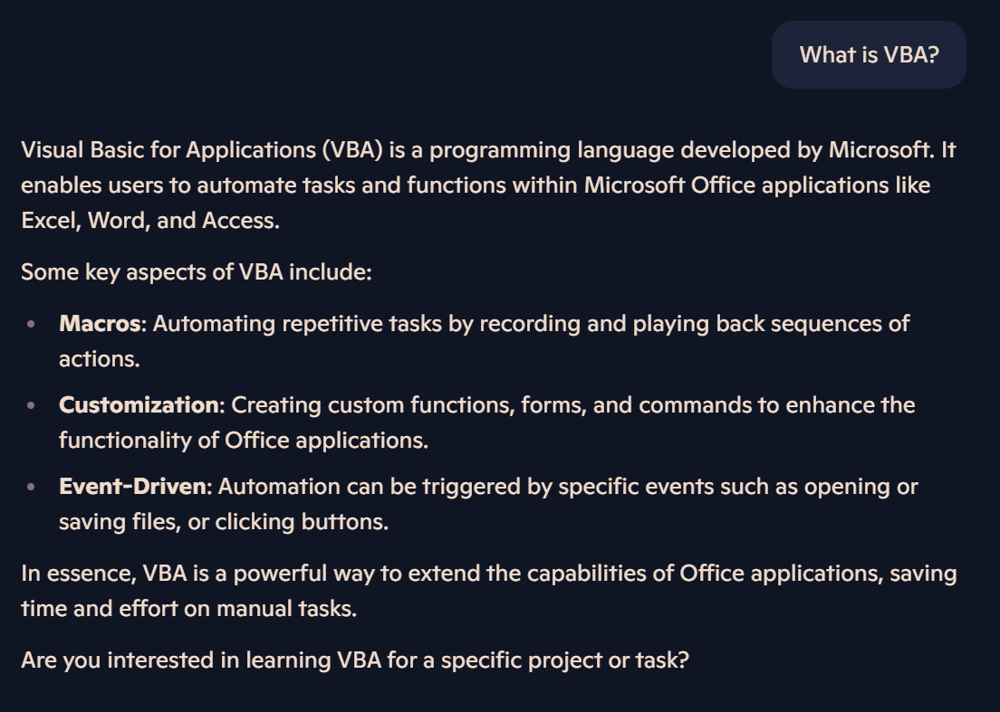 What is VBA?
Visual Basic for Applications (VBA) is a programming language developed by Microsoft. It
enables users to automate tasks and functions within Microsoft Office applications like
Excel, Word, and Access.
Some key aspects of VBA include:
• Macros: Automating repetitive tasks by recording and playing back sequences of
actions.
• Customization: Creating custom functions, forms, and commands to enhance the
functionality of Office applications.
• Event-Driven: Automation can be triggered by specific events such as opening or
saving files, or clicking buttons.
In essence, VBA is a powerful way to extend the capabilities of Office applications, saving
time and effort on manual tasks.
Are you interested in learning VBA for a specific project or task?